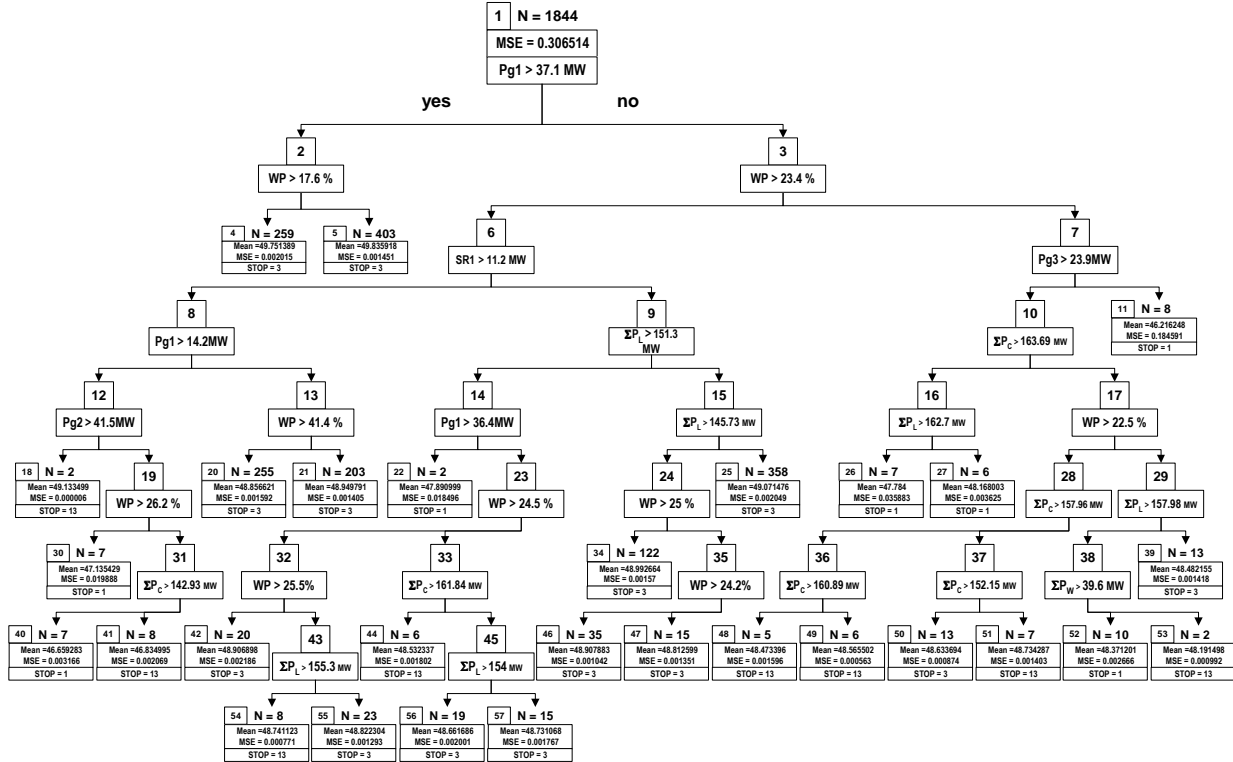 1 N = 1844
MSE = 0.306514
Pg1 > 37.1 MW
yes no
2
WP > 17.6 %
3
WP > 23.4 %
4 N = 259
Mean =49.751389
MSE = 0.002015
STOP = 3
5 N = 403
Mean =49.835918
MSE = 0.001451
STOP = 3
6
SR1 > 11.2 MW
7
Pg3 > 23.9MW
8
Pg1 > 14.2MW
9
ΣPL > 151.3
MW
10
ΣPC > 163.69 MW
11 N = 8
Mean =46.216248
MSE = 0.184591
STOP = 1
12
Pg2 > 41.5MW
13
WP > 41.4 %
14
Pg1 > 36.4MW
15
ΣPL > 145.73 MW
16
ΣPL > 162.7 MW
17
WP > 22.5 %
18 N = 2
Mean =49.133499
MSE = 0.000006
STOP = 13
19
WP > 26.2 %
20 N = 255
Mean =48.856621
MSE = 0.001592
STOP = 3
21 N = 203
Mean =48.949791
MSE = 0.001405
STOP = 3
22 N = 2
Mean =47.890999
MSE = 0.018496
STOP = 1
23
WP > 24.5 %
24
WP > 25 %
25 N = 358
Mean =49.071476
MSE = 0.002049
STOP = 3
26 N = 7
Mean =47.784
MSE = 0.035883
STOP = 1
27 N = 6
Mean =48.168003
MSE = 0.003625
STOP = 1
28
ΣPC > 157.96 MW
29
ΣPL > 157.98 MW
30 N = 7
Mean =47.135429
MSE = 0.019888
STOP = 1
31
ΣPC > 142.93 MW
32
WP > 25.5%
33
ΣPC > 161.84 MW
34 N = 122
Mean =48.992664
MSE = 0.00157
STOP = 3
35
WP > 24.2%
36
ΣPC > 160.89 MW
37
ΣPC > 152.15 MW
38
ΣPW > 39.6 MW
39 N = 13
Mean =48.482155
MSE = 0.001418
STOP = 3
40 N = 7
Mean =46.659283
MSE = 0.003166
STOP = 1
41 N = 8
Mean =46.834995
MSE = 0.002069
STOP = 13
42 N = 20
Mean =48.906898
MSE = 0.002186
STOP = 3
43
ΣPL > 155.3 MW
44 N = 6
Mean =48.532337
MSE = 0.001802
STOP = 13
45
ΣPL > 154 MW
46 N = 35
Mean =48.907883
MSE = 0.001042
STOP = 3
47 N = 15
Mean =48.812599
MSE = 0.001351
STOP = 3
48 N = 5
Mean =48.473396
MSE = 0.001596
STOP = 13
49 N = 6
Mean =48.565502
MSE = 0.000563
STOP = 13
50 N = 13
Mean =48.633694
MSE = 0.000874
STOP = 3
51 N = 7
Mean =48.734287
MSE = 0.001403
STOP = 13
52 N = 10
Mean =48.371201
MSE = 0.002666
STOP = 1
53 N = 2
Mean =48.191498
MSE = 0.000992
STOP = 13
54 N = 8
Mean =48.741123
MSE = 0.000771
STOP = 13
55 N = 23
Mean =48.822304
MSE = 0.001293
STOP = 3
56 N = 19
Mean =48.661686
MSE = 0.002001
STOP = 3
57 N = 15
Mean =48.731068
MSE = 0.001767
STOP = 3